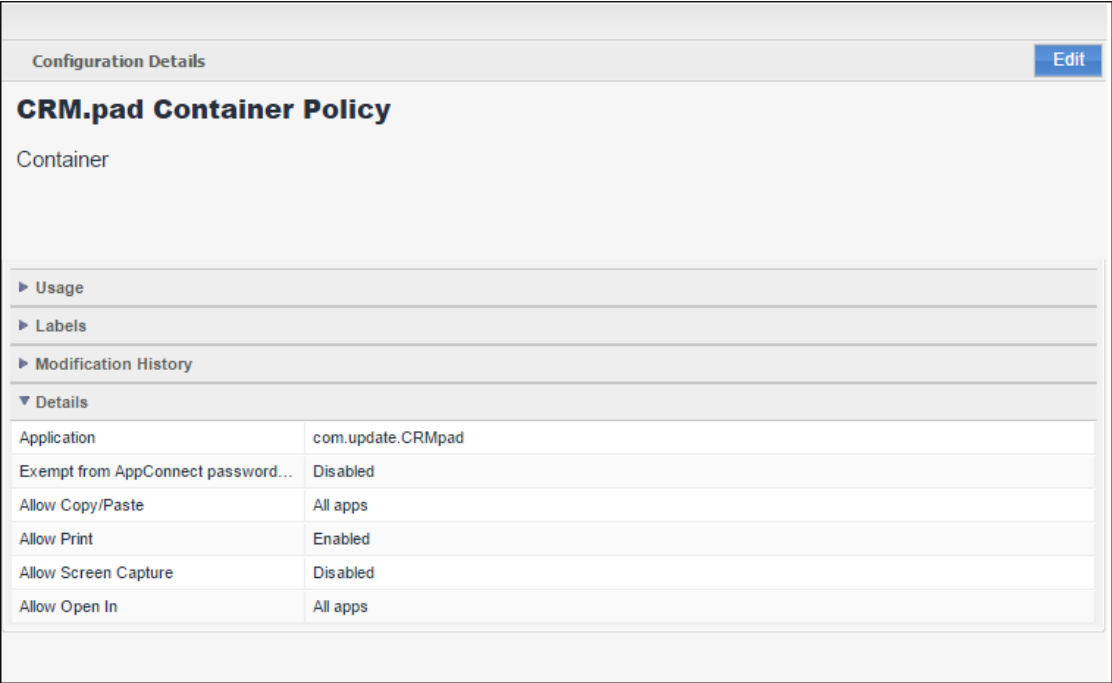 Configuration Details
Edit
CRM.pad Container Policy
Container
Usage
Labels
Modification History
Details
Application com.update.CRMpad
Exempt from AppConnect password... Disabled
Allow Copy/Paste All apps
Allow Print Enabled
Allow Screen Capture Disabled
Allow Open In All apps